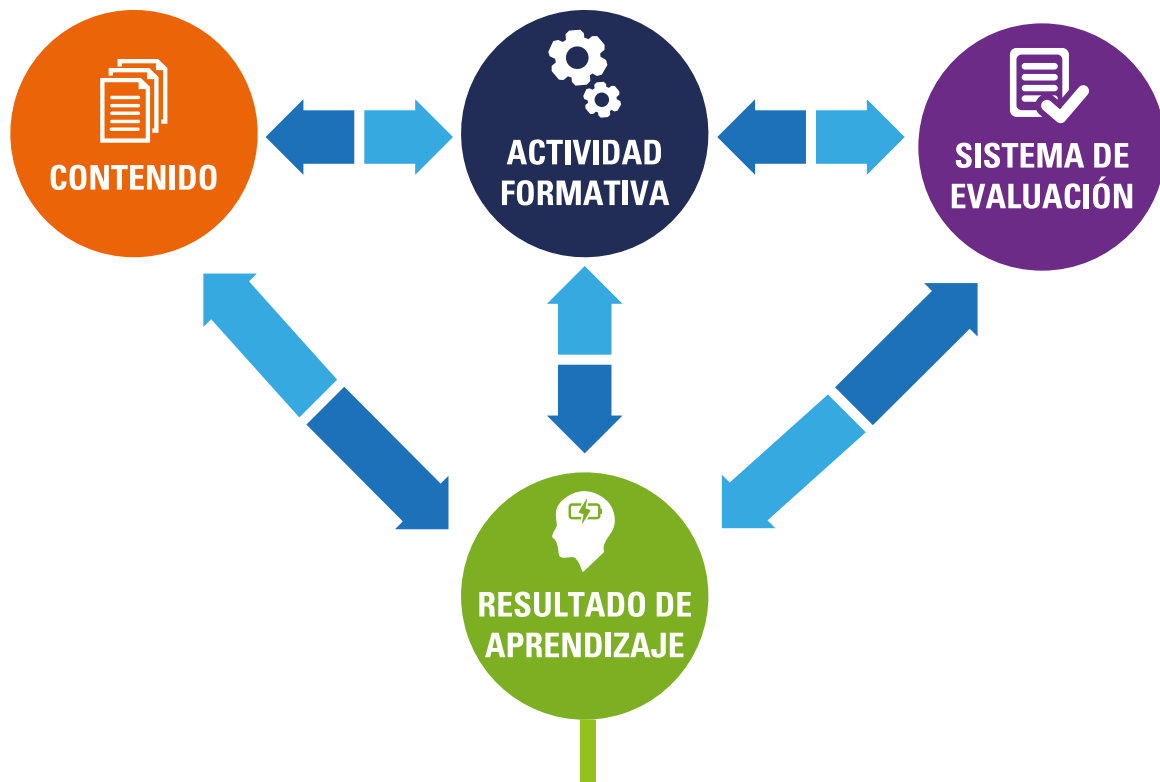 CONTENIDO
ACTIVIDAD
FORMATIVA
SISTEMA DE
EVALUACIÓN
RESULTADO DE
APRENDIZAJE